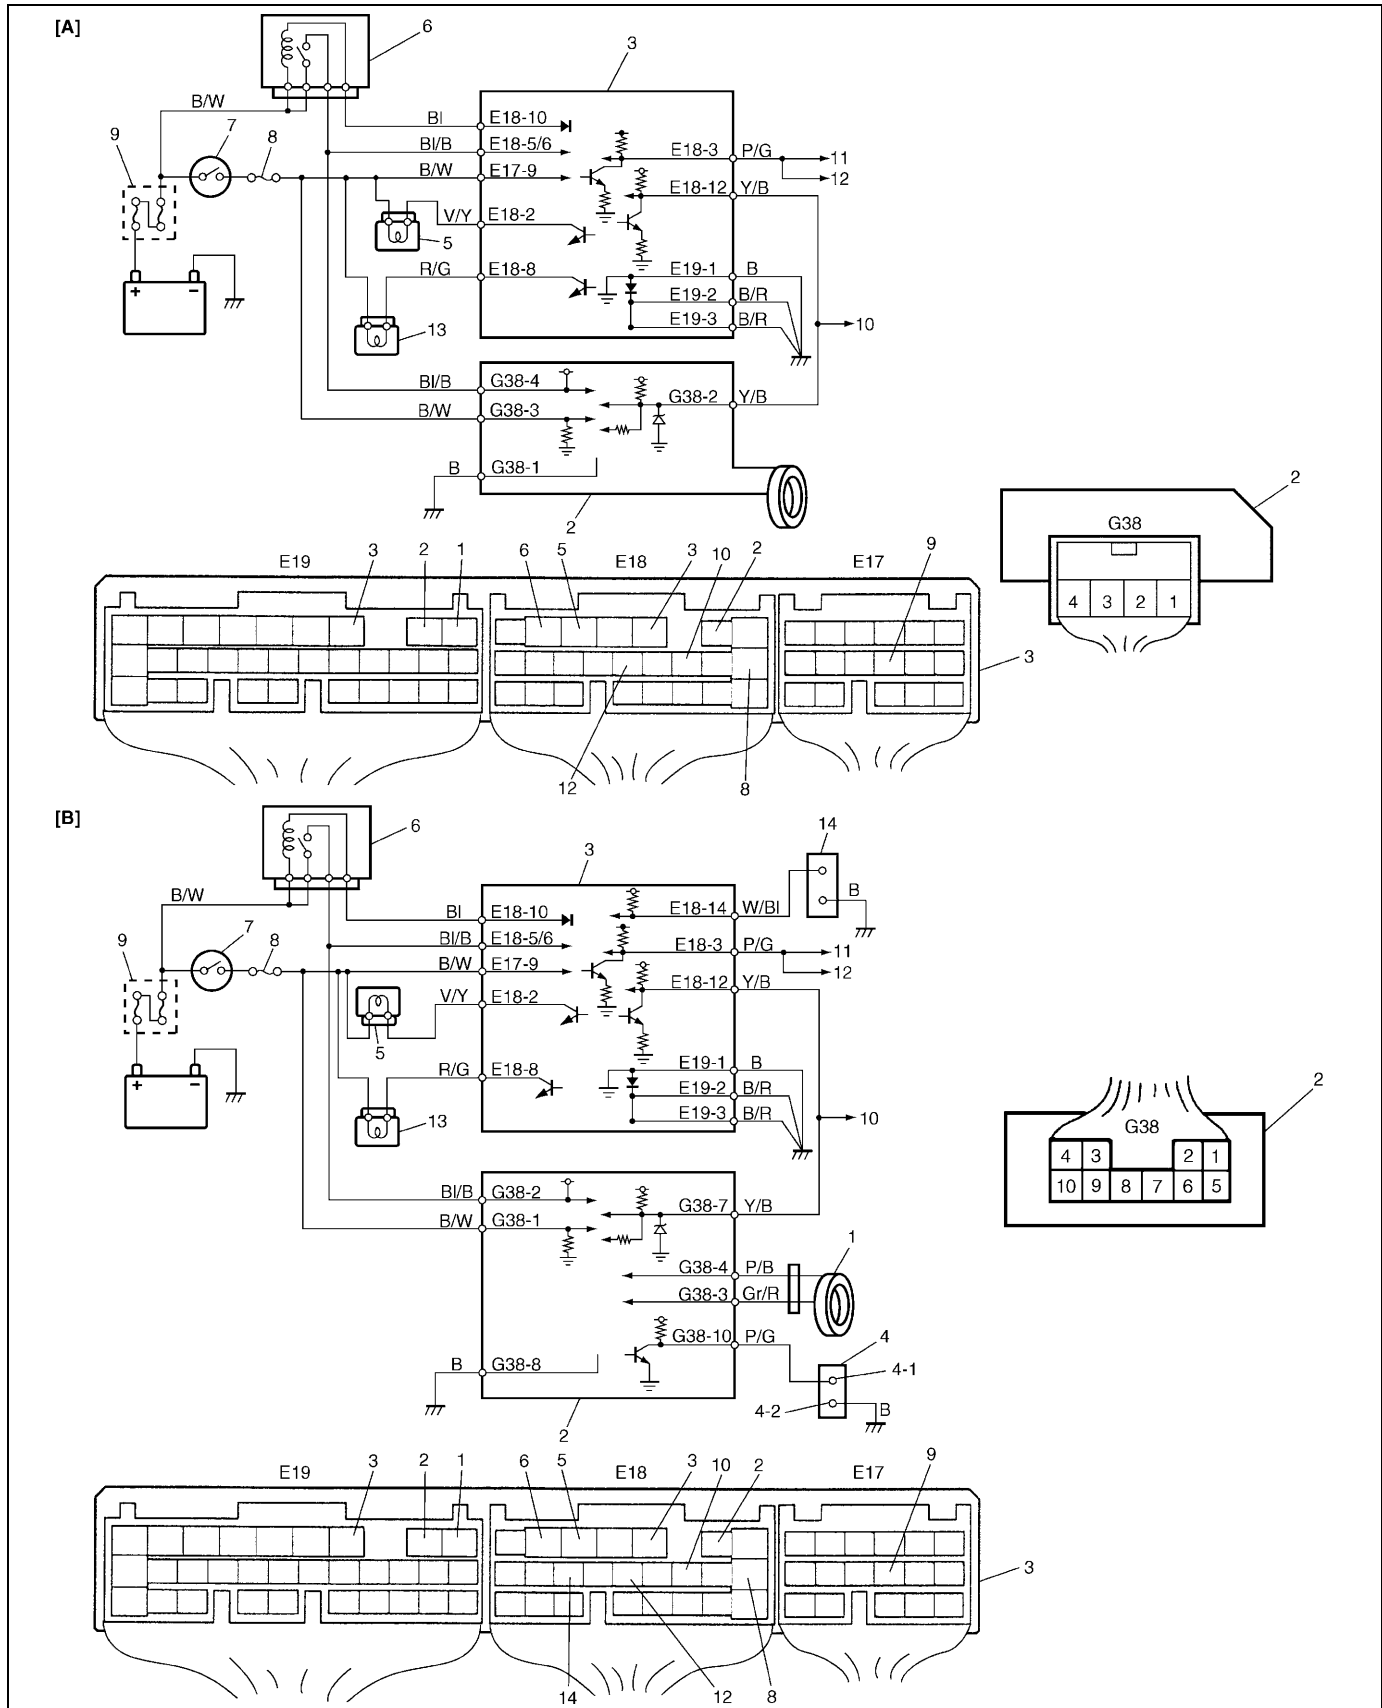 [A]
6
3
B/W
Bl
E18-10
7
9
8
Bl/B
E18-5/6
E18-3
P/G
11
B/W
E17-9
12
E18-12
Y/B
V/Y
E18-2
5
R/G
E18-8
E19-1
B
E19-2
B/R
+
−
E19-3
B/R
10
13
Bl/B
G38-4
G38-2
Y/B
B/W
G38-3
B
G38-1
2
2
G38
4 3 2 1
E19
3
2
1
6
5
E18
3
10
2
E17
9
3
12
8
[B]
6
14
3
B/W
E18-14
W/Bl
B
Bl
E18-10
7
9
8
Bl/B
E18-5/6
E18-3
P/G
11
B/W
E17-9
12
E18-12
Y/B
V/Y
E18-2
5
E19-1
B
R/G
E18-8
E19-2
B/R
+
−
E19-3
B/R
10
13
2
G38
4 3 2 1
10 9 8 7 6 5
Bl/B
G38-2
G38-7
Y/B
B/W
G38-1
1
G38-4
P/B
G38-3
Gr/R
G38-10
P/G
4
B
G38-8
4-1
4-2
B
2
E19
3
2
1
6
5
E18
3
10
2
E17
9
3
14
12
8